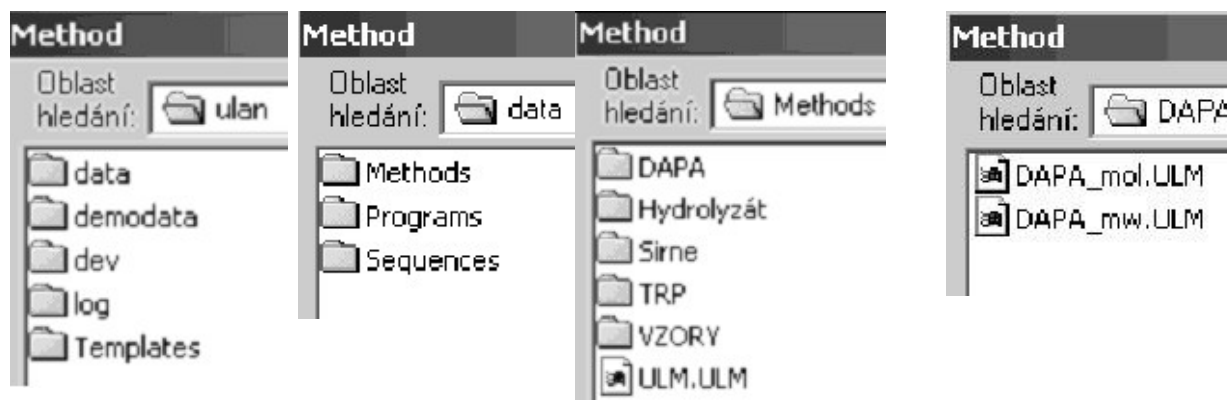 Method
Oblast
hledání:
ulan
data
demodata
dev
log
Templates
Method
Oblast
hledání:
data
Methods
Programs
Sequences
Method
Oblast
hledání:
Methods
DAPA
Hydrolyzát
Sirne
TRP
VZORY
ULM.ULM
Method
Oblast
hledání:
DAPA
DAPA_mol.ULM
DAPA_mw.ULM